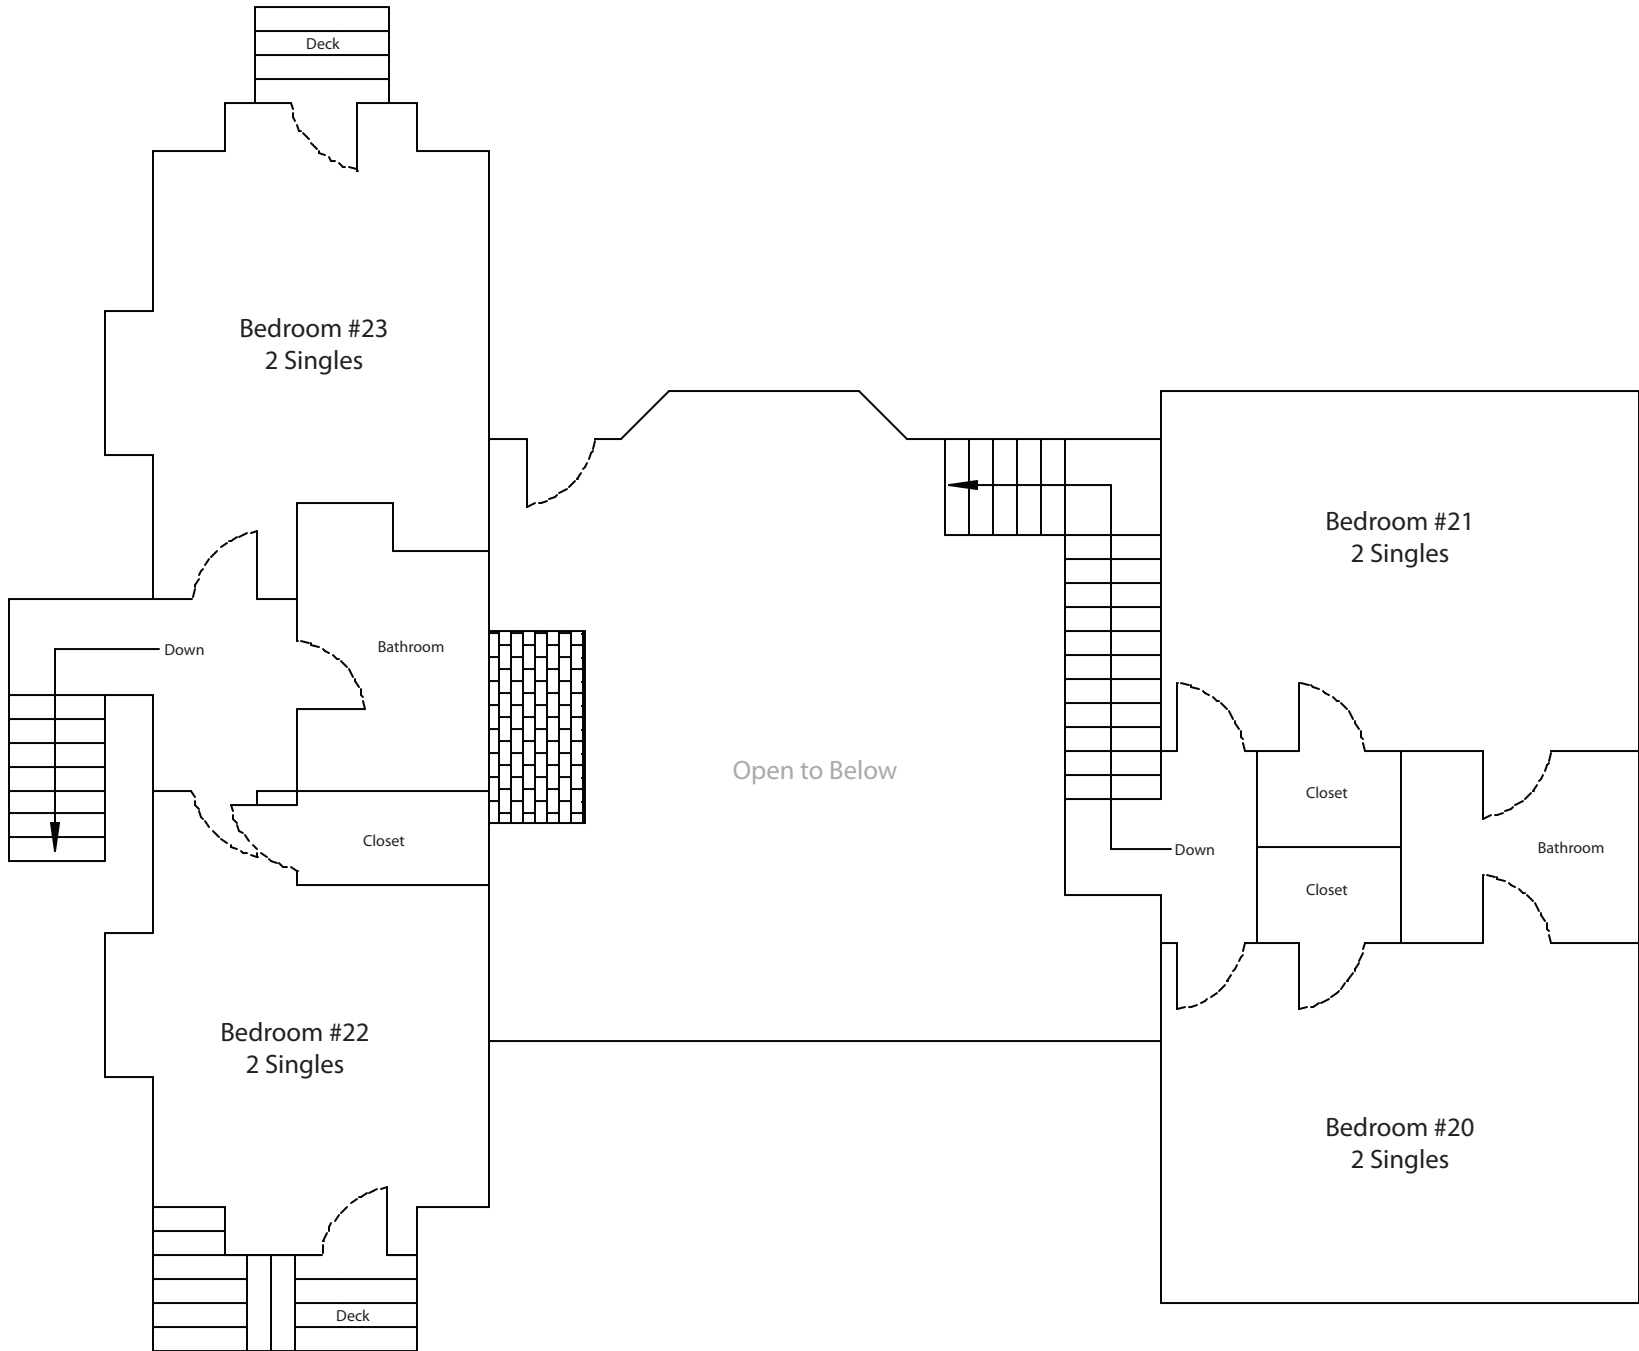 Deck
Bedroom #23
2 Singles
Bedroom #21
2 Singles
Bathroom
Down
Open to Below
Closet
Closet
Down
Bathroom
Closet
Bedroom #22
2 Singles
Bedroom #20
2 Singles
Deck